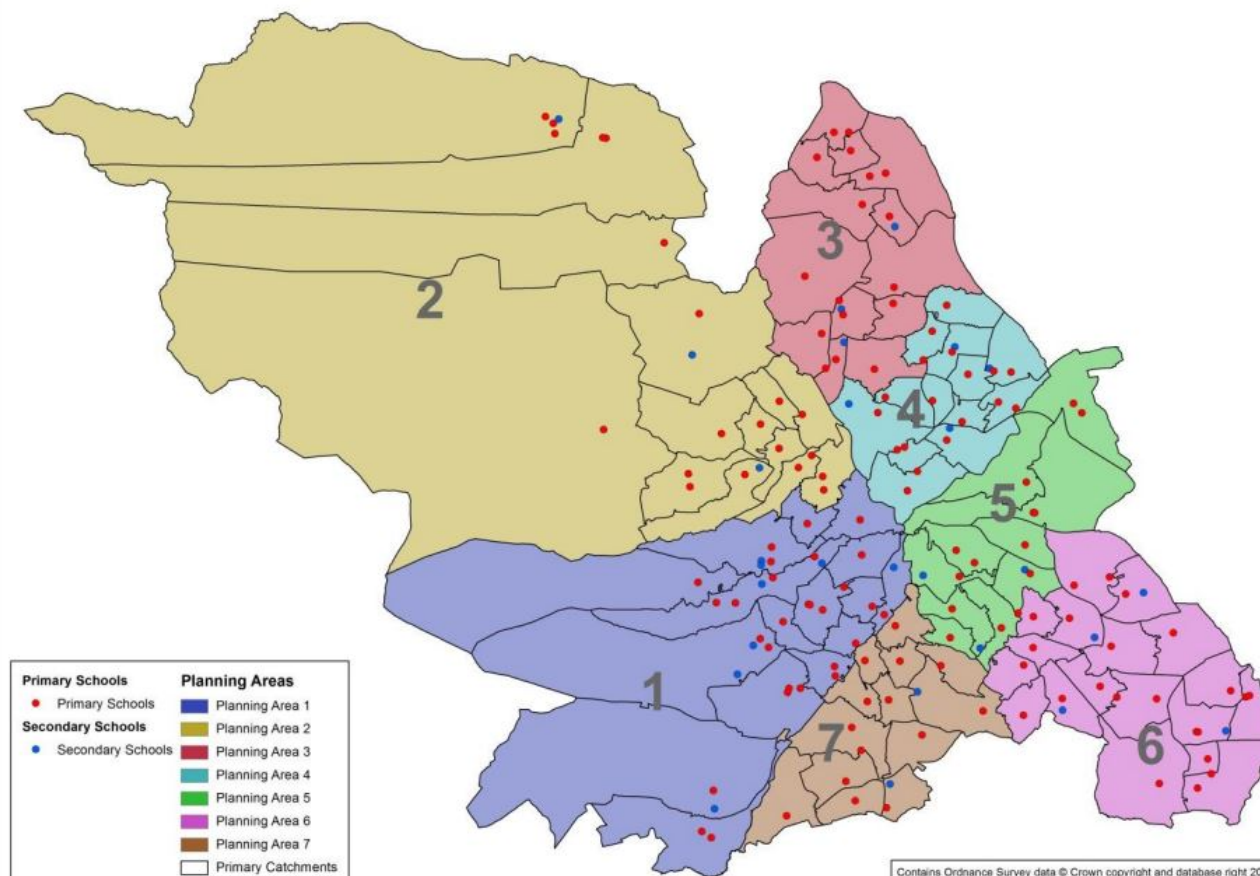 2
3
4
5
1
7
6
Primary Schools
Primary Schools
Secondary Schools
Secondary Schools
Planning Areas
Planning Area 1
Planning Area 2
Planning Area 3
Planning Area 4
Planning Area 5
Planning Area 6
Planning Area 7
Primary Catchments
Contains Ordnance Survey data © Crown copyright and database right